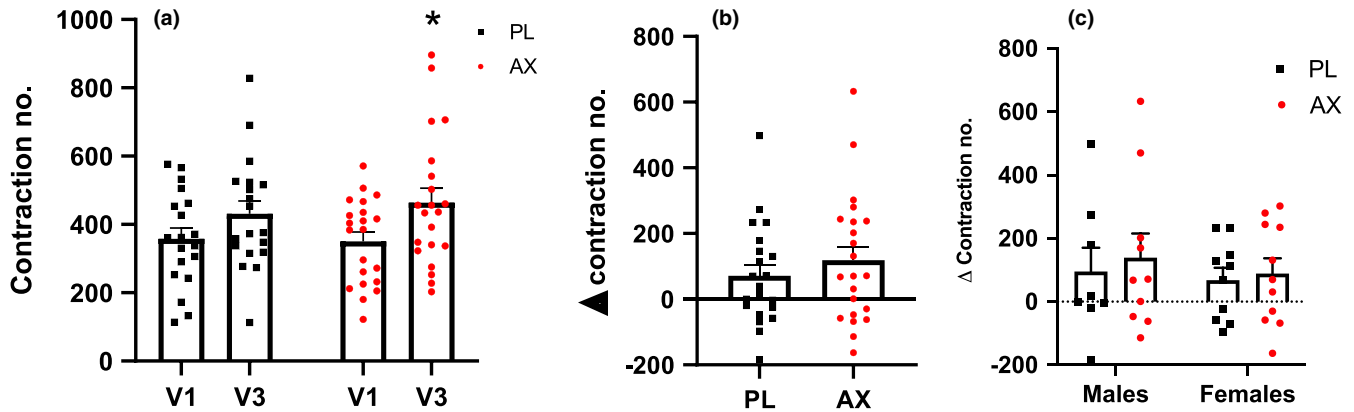 (a)
Contraction no.
1000
800
600
400
200
0
*
PL
AX
V1 V3 V1 V3
(b)
◀ contraction no.
800
600
400
200
0
-200
PL AX
(c)
Δ Contraction no.
800
600
400
200
0
-200
PL
AX
Males Females